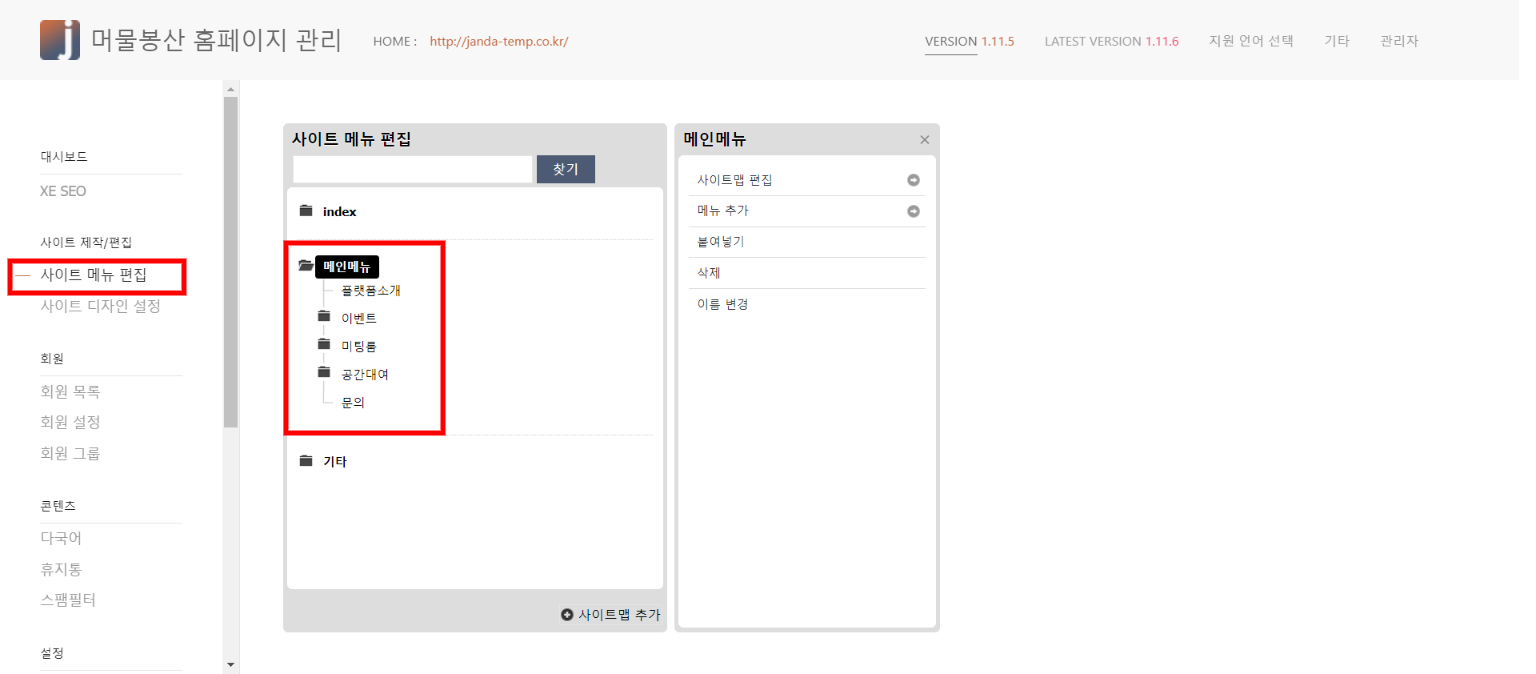 j 머물봉산 홈페이지 관리 HOME : http://janda-temp.co.kr/ VERSION 1.11.5 LATEST VERSION 1.11.6 지원 언어 선택 기타 관리자
대시보드
XE SEO
사이트 제작/편집
사이트 메뉴 편집
사이트 디자인 설정
회원
회원 목록
회원 설정
회원 그룹
콘텐츠
다국어
휴지통
스팸필터
설정
사이트 메뉴 편집
찾기
index
메인메뉴
플랫폼소개
이벤트
미팅룸
공간대여
문의
기타
사이트맵 추가
메인메뉴 ×
사이트맵 편집
메뉴 추가
붙여넣기
삭제
이름 변경